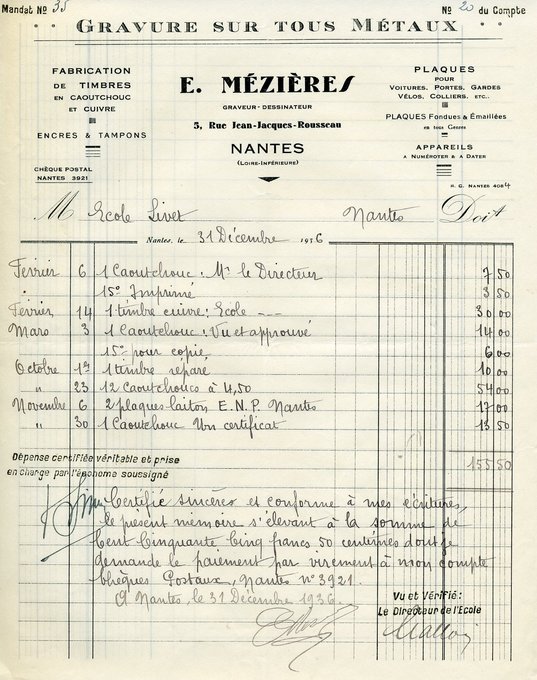 Mandat Nº 35
Nº 20 du Compte
GRAVURE SUR TOUS MÉTAUX
FABRICATION
DE TIMBRES
EN CAOUTCHOUC
ET CUIVRE
ENCRES & TAMPONS
CHÈQUE POSTAL
NANTES 3921
E. MÉZIÈRES
GRAVEUR-DESSINATEUR
5, Rue Jean-Jacques-Rousseau
NANTES
(LOIRE-INFÉRIEURE)
PLAQUES
POUR
VOITURES, PORTES, GARDES
VÉLOS, COLLIERS, ETC..
PLAQUES Fondues & Émaillées
en tous Genres
APPAREILS
A NUMÉROTER & A DATER
R. C. NANTES 4084
M Ecole Livet Nantes Doit
Nantes, le 31 Décembre 1936
Février 6 1 Caoutchouc : Mr le Directeur 7 50
" 15º Imprimé 3 50
Février 14 1 timbre cuivre : Ecole 30 00
Mars 3 1 Caoutchouc : Vu et approuvé 14 00
15º pour copie 6 00
Octobre 1er 1 timbre réparé 10 00
" 23 12 Caoutchoucs à 4,50 54 00
Novembre 6 2 plaques laiton E.N.P. Nantes 17 00
" 30 1 Caoutchouc Un certificat 13 50
155 50
Dépense certifiée véritable et prise
en charge par l'économe soussigné
Certifié sincère et conforme à mes écritures,
le présent mémoire s'élevant à la somme de
Cent Cinquante Cinq francs 50 centimes dont je
demande le paiement par virement à mon compte
chèques Postaux, Nantes nº 3921.
A Nantes, le 31 Décembre 1936.
Vu et Vérifié :
Le Directeur de l'Ecole